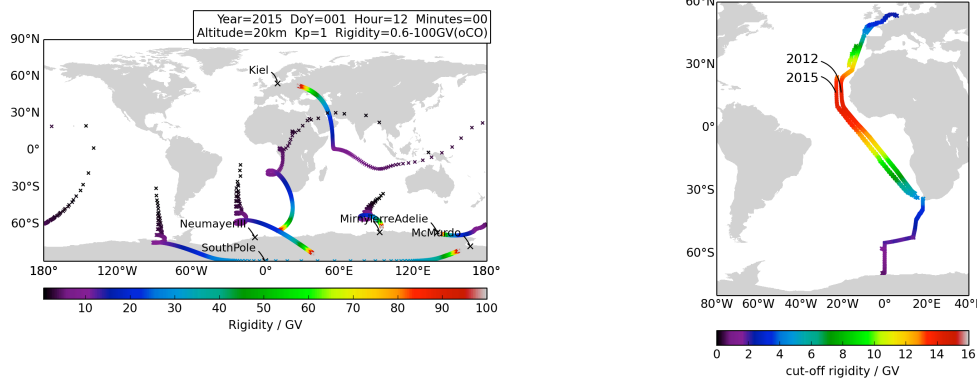 Year=2015 DoY=001 Hour=12 Minutes=00
Altitude=20km Kp=1 Rigidity=0.6-100GV(oCO)
90°N
60°N
30°N
0°
30°S
60°S
Kiel
NeumayerIII
SouthPole
MirnyTerreAdelie
McMurdo
180°W 120°W 60°W 0° 60°E 120°E 180°
10 20 30 40 50 60 70 80 90 100
Rigidity / GV
60°N
30°N
0°
30°S
60°S
2012
2015
80°W 60°W 40°W 20°W 0° 20°E 40°E
0 2 4 6 8 10 12 14 16
cut-off rigidity / GV